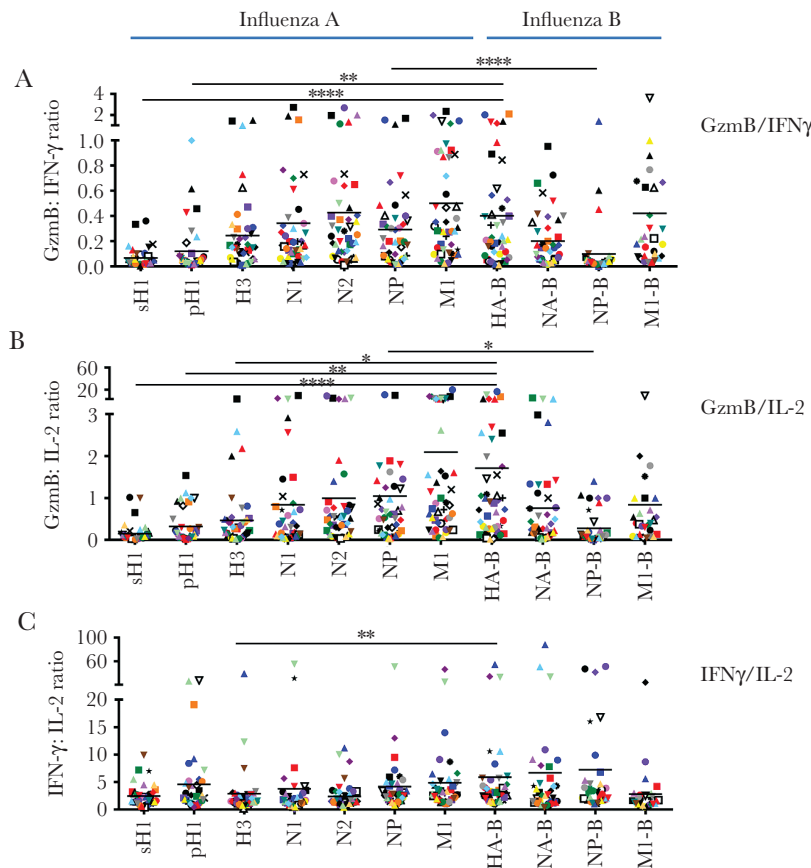 Influenza A Influenza B
A
**** 
**
****
GzmB: IFN-γ ratio
4
2
1.0
0.8
0.6
0.4
0.2
0.0
GzmB/IFNγ
sH1 pH1 H3 N1 N2 NP M1 HA-B NA-B NP-B M1-B
B
*
*
**
****
GzmB: IL-2 ratio
60
20
3
2
1
0
GzmB/IL-2
sH1 pH1 H3 N1 N2 NP M1 HA-B NA-B NP-B M1-B
C
**
IFN-γ: IL-2 ratio
100
60
20
15
10
5
0
IFNγ/IL-2
sH1 pH1 H3 N1 N2 NP M1 HA-B NA-B NP-B M1-B